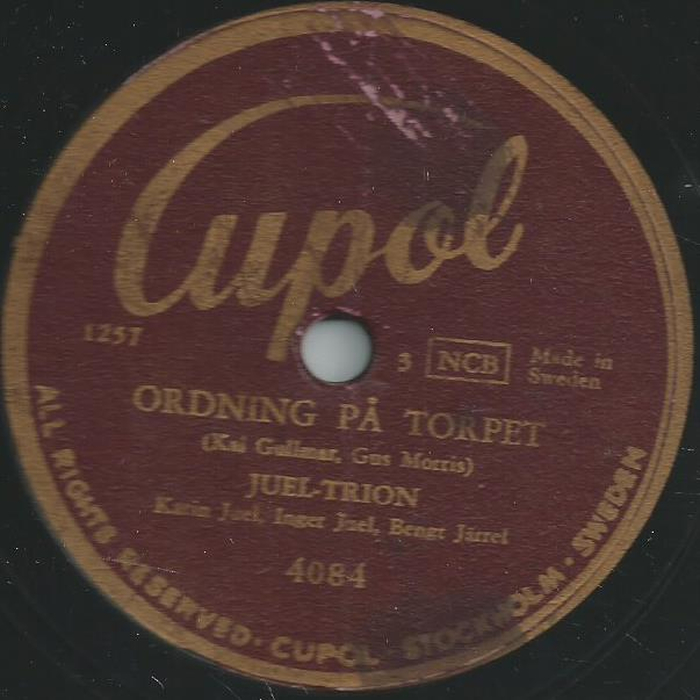 Cupol
1257
3 NCB Made in
Sweden
ORDNING PÅ TORPET
(Kai Gullmar, Gus Morris)
JUEL-TRION
Karin Juel, Inger Juel, Bengt Järrel
4084
ALL RIGHTS RESERVED · CUPOL STOCKHOLM · SWEDEN